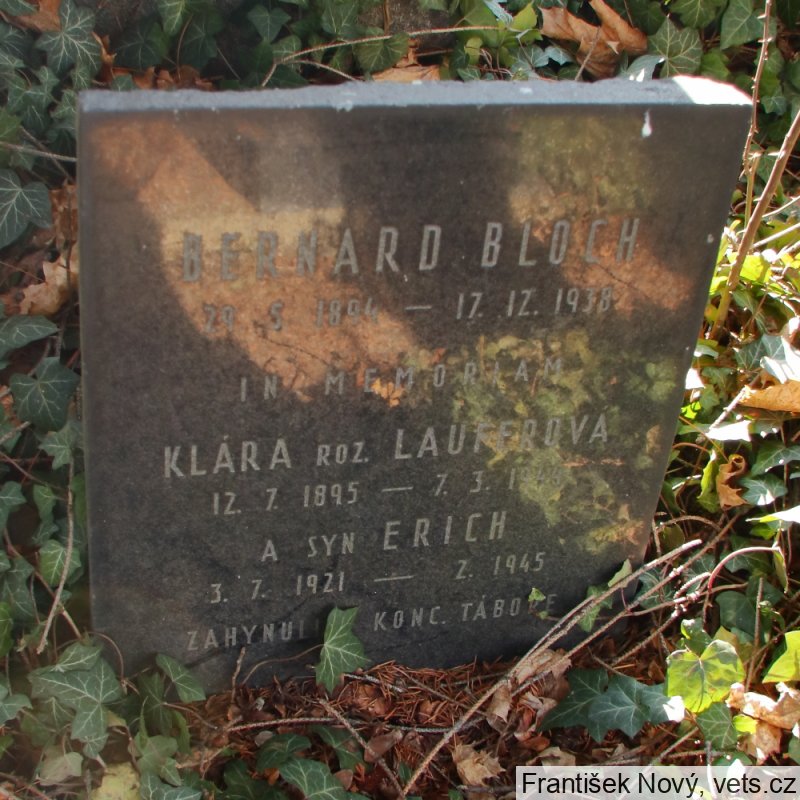 BERNARD BLOCH
29. 5. 1894 — 17. 12. 1938
IN MEMORIAM
KLÁRA ROZ. LAUFFROVÁ
12. 7. 1895 — 7. 3.
A SYN ERICH
3. 7. 1921 — 2. 1945
ZAHYNULI KONC. TÁBOŘE
František Nový, vets.cz